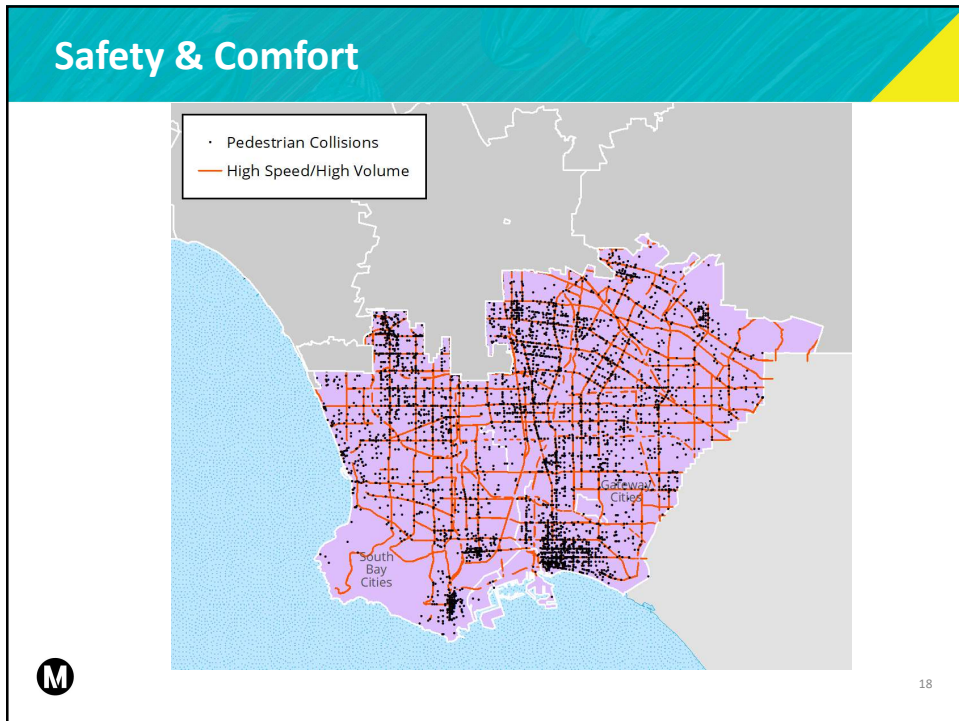 Safety & Comfort
Pedestrian Collisions
High Speed/High Volume
Gateway
Cities
South
Bay
Cities
M
18